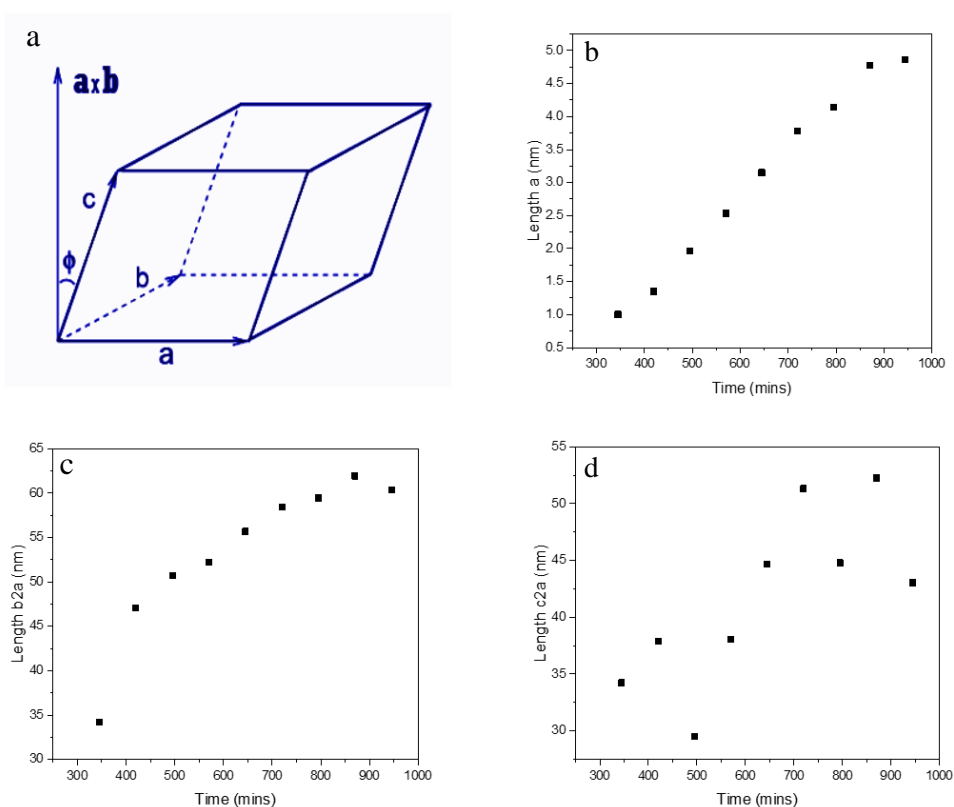 a
a x b
c
ϕ
b
a
b
Length a (nm)
5.0
4.5
4.0
3.5
3.0
2.5
2.0
1.5
1.0
0.5
300 400 500 600 700 800 900 1000
Time (mins)
c
Length b2a (nm)
65
60
55
50
45
40
35
30
300 400 500 600 700 800 900 1000
Time (mins)
d
Length c2a (nm)
55
50
45
40
35
30
300 400 500 600 700 800 900 1000
Time (mins)